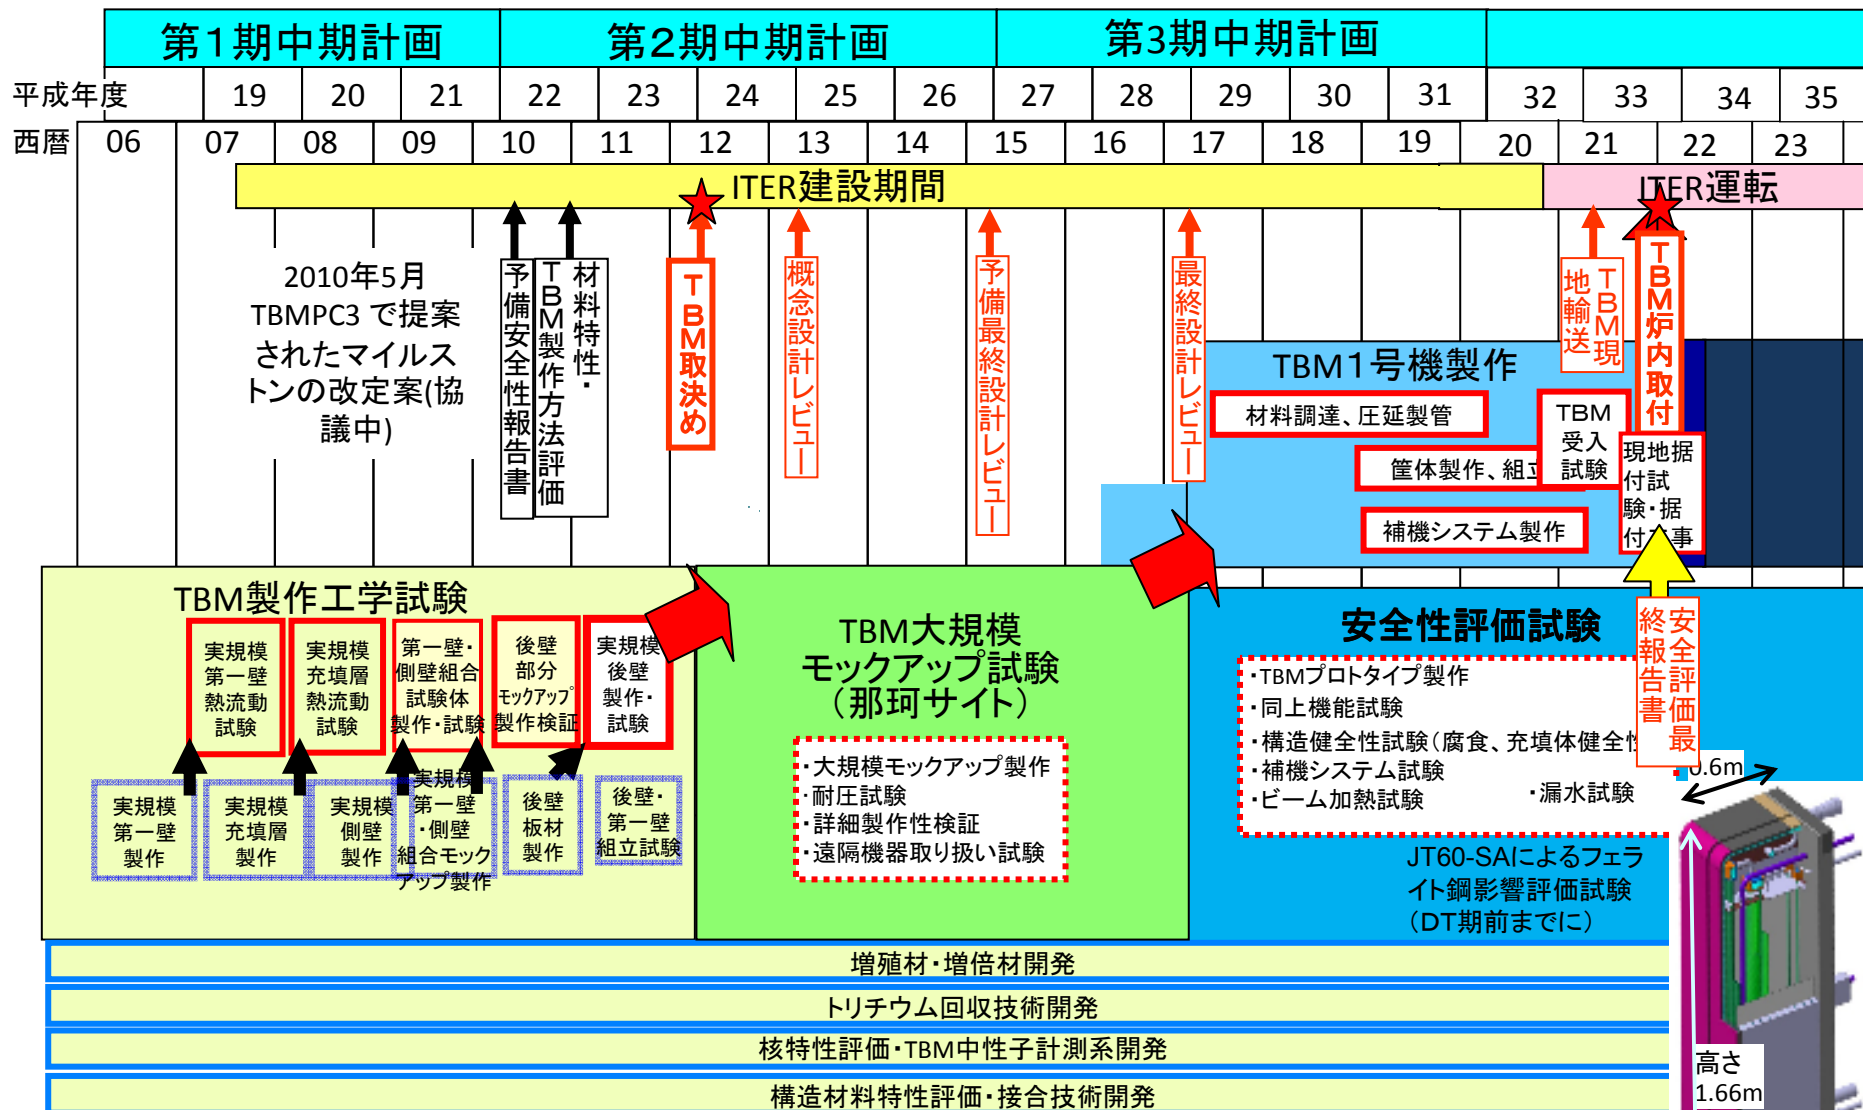 第1期中期計画
第2期中期計画
第3期中期計画
平成年度
19
20
21
22
23
24
25
26
27
28
29
30
31
32
33
34
35
西暦
06
07
08
09
10
11
12
13
14
15
16
17
18
19
20
21
22
23
ITER建設期間
ITER運転
2010年5月
TBMPC3 で提案
されたマイルス
トンの改定案(協
議中)
予備安全性報告書
材料特性・
TBM製作方法評価
TBM取決め
概念設計レビュー
予備最終設計レビュー
最終設計レビュー
TBM現
地輸送
TBM炉内取付
TBM1号機製作
材料調達、圧延製管
筐体製作、組立
補機システム製作
TBM
受入
試験
現地据
付試
験・据
付工事
TBM製作工学試験
実規模
第一壁
熱流動
試験
実規模
充填層
熱流動
試験
第一壁・
側壁組合
試験体
製作・試験
後壁
部分
モックアップ
製作検証
実規模
後壁
製作・
試験
実規模
第一壁
製作
実規模
充填層
製作
実規模
側壁
製作
実規模
第一壁
・側壁
組合モック
アップ製作
後壁
板材
製作
後壁・
第一壁
組立試験
TBM大規模
モックアップ試験
（那珂サイト）
・大規模モックアップ製作
・耐圧試験
・詳細製作性検証
・遠隔機器取り扱い試験
安全性評価試験
・TBMプロトタイプ製作
・同上機能試験
・構造健全性試験（腐食、充填体健全性
・補機システム試験
・ビーム加熱試験
・漏水試験
安全評価最
終報告書
JT60-SAによるフェラ
イト鋼影響評価試験
（DT期前までに）
0.6m
高さ
1.66m
増殖材・増倍材開発
トリチウム回収技術開発
核特性評価・TBM中性子計測系開発
構造材料特性評価・接合技術開発